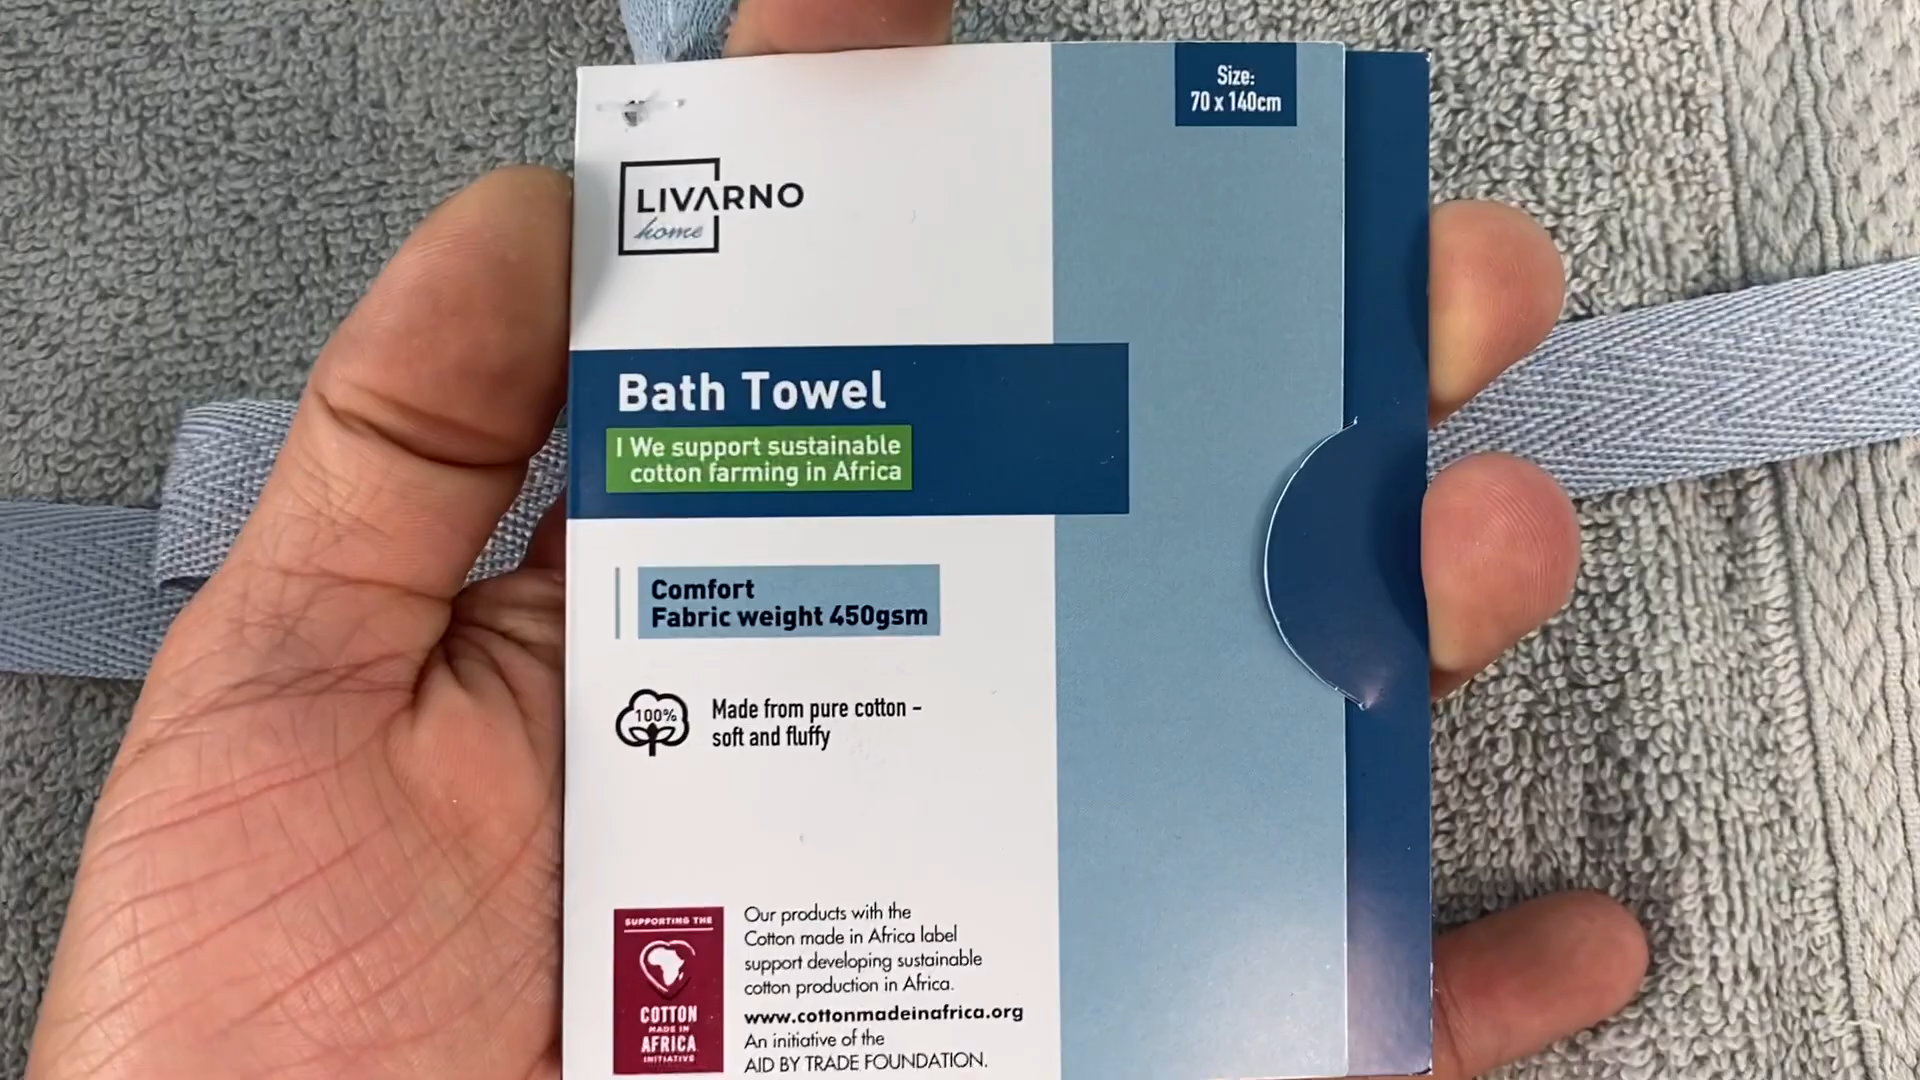 Size:
70 x 140cm
LIVARNO
home
Bath Towel
I We support sustainable
cotton farming in Africa
Comfort
Fabric weight 450gsm
100%
Made from pure cotton –
soft and fluffy
SUPPORTING THE
COTTON
MADE IN
AFRICA
INITIATIVE
Our products with the
Cotton made in Africa label
support developing sustainable
cotton production in Africa.
www.cottonmadeinafrica.org
An initiative of the
AID BY TRADE FOUNDATION.